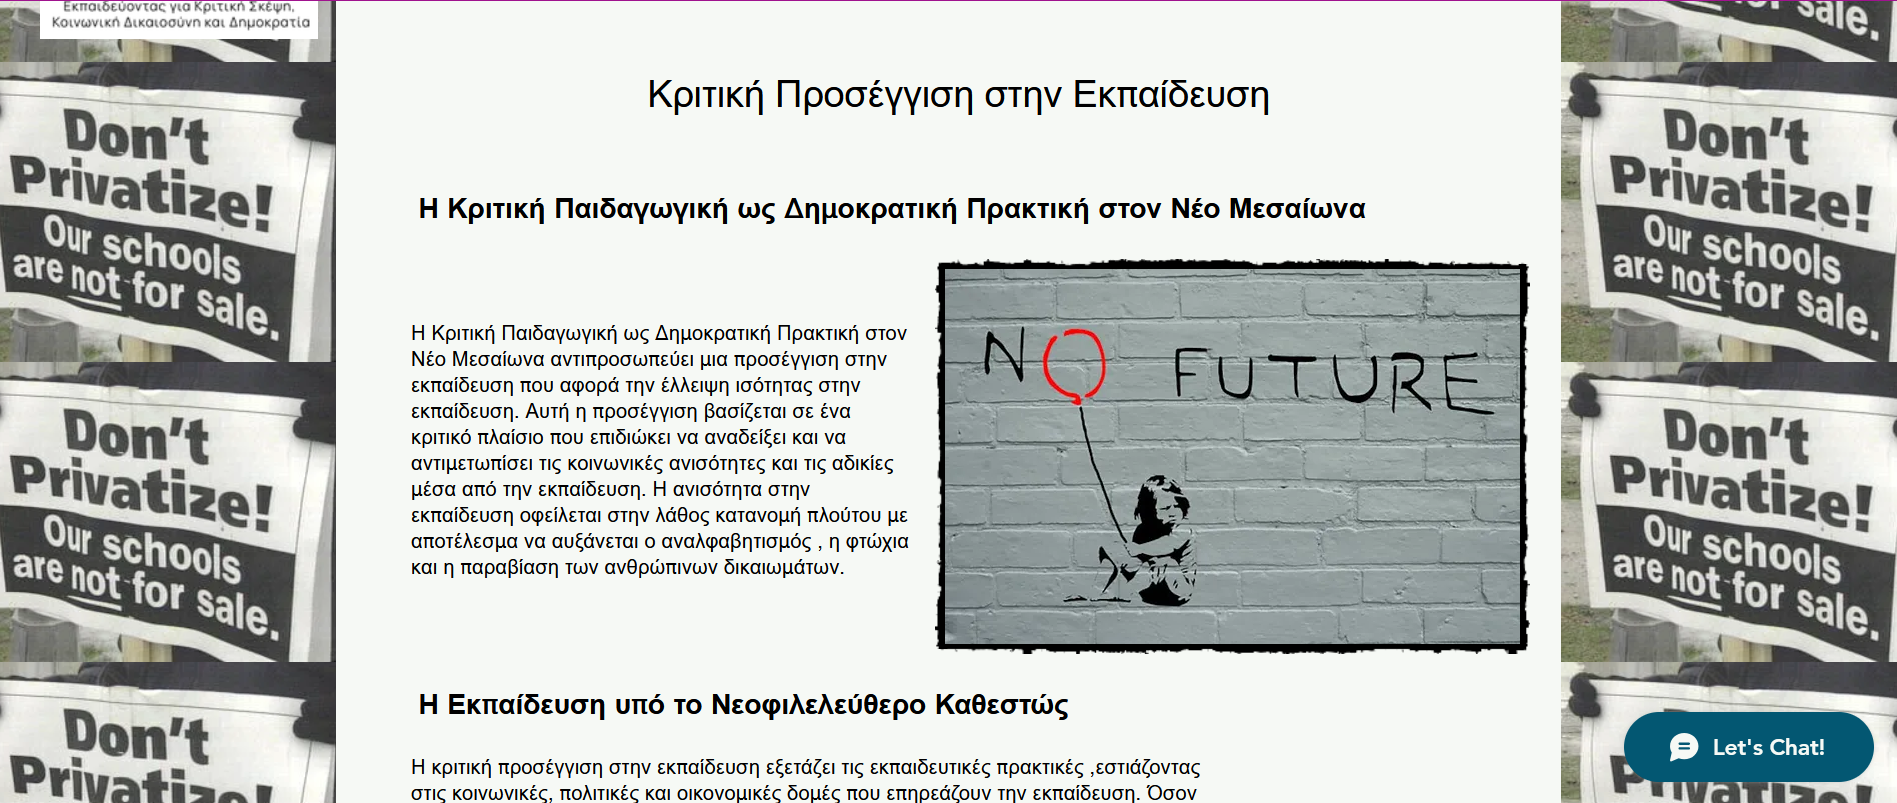 Εκπαιδεύοντας για Κριτική Σκέψη,
Κοινωνική Δικαιοσύνη και Δημοκρατία
Κριτική Προσέγγιση στην Εκπαίδευση
Η Κριτική Παιδαγωγική ως Δημοκρατική Πρακτική στον Νέο Μεσαίωνα
Η Κριτική Παιδαγωγική ως Δημοκρατική Πρακτική στον
Νέο Μεσαίωνα αντιπροσωπεύει μια προσέγγιση στην
εκπαίδευση που αφορά την έλλειψη ισότητας στην
εκπαίδευση. Αυτή η προσέγγιση βασίζεται σε ένα
κριτικό πλαίσιο που επιδιώκει να αναδείξει και να
αντιμετωπίσει τις κοινωνικές ανισότητες και τις αδικίες
μέσα από την εκπαίδευση. Η ανισότητα στην
εκπαίδευση οφείλεται στην λάθος κατανομή πλούτου με
αποτέλεσμα να αυξάνεται ο αναλφαβητισμός , η φτώχια
και η παραβίαση των ανθρώπινων δικαιωμάτων.
NO FUTURE
Η Εκπαίδευση υπό το Νεοφιλελεύθερο Καθεστώς
Η κριτική προσέγγιση στην εκπαίδευση εξετάζει τις εκπαιδευτικές πρακτικές ,εστιάζοντας
στις κοινωνικές, πολιτικές και οικονομικές δομές που επηρεάζουν την εκπαίδευση. Όσον
Don't
Privatize!
Our schools
are not for sale.
Don't
Privatize!
Our schools
are not for sale.
Don't
Privatize!
sale.
Don't
Privatize!
Our schools
are not for sale.
Don't
Privatize!
Our schools
are not for sale.
Don't
Privatize!
Let's Chat!